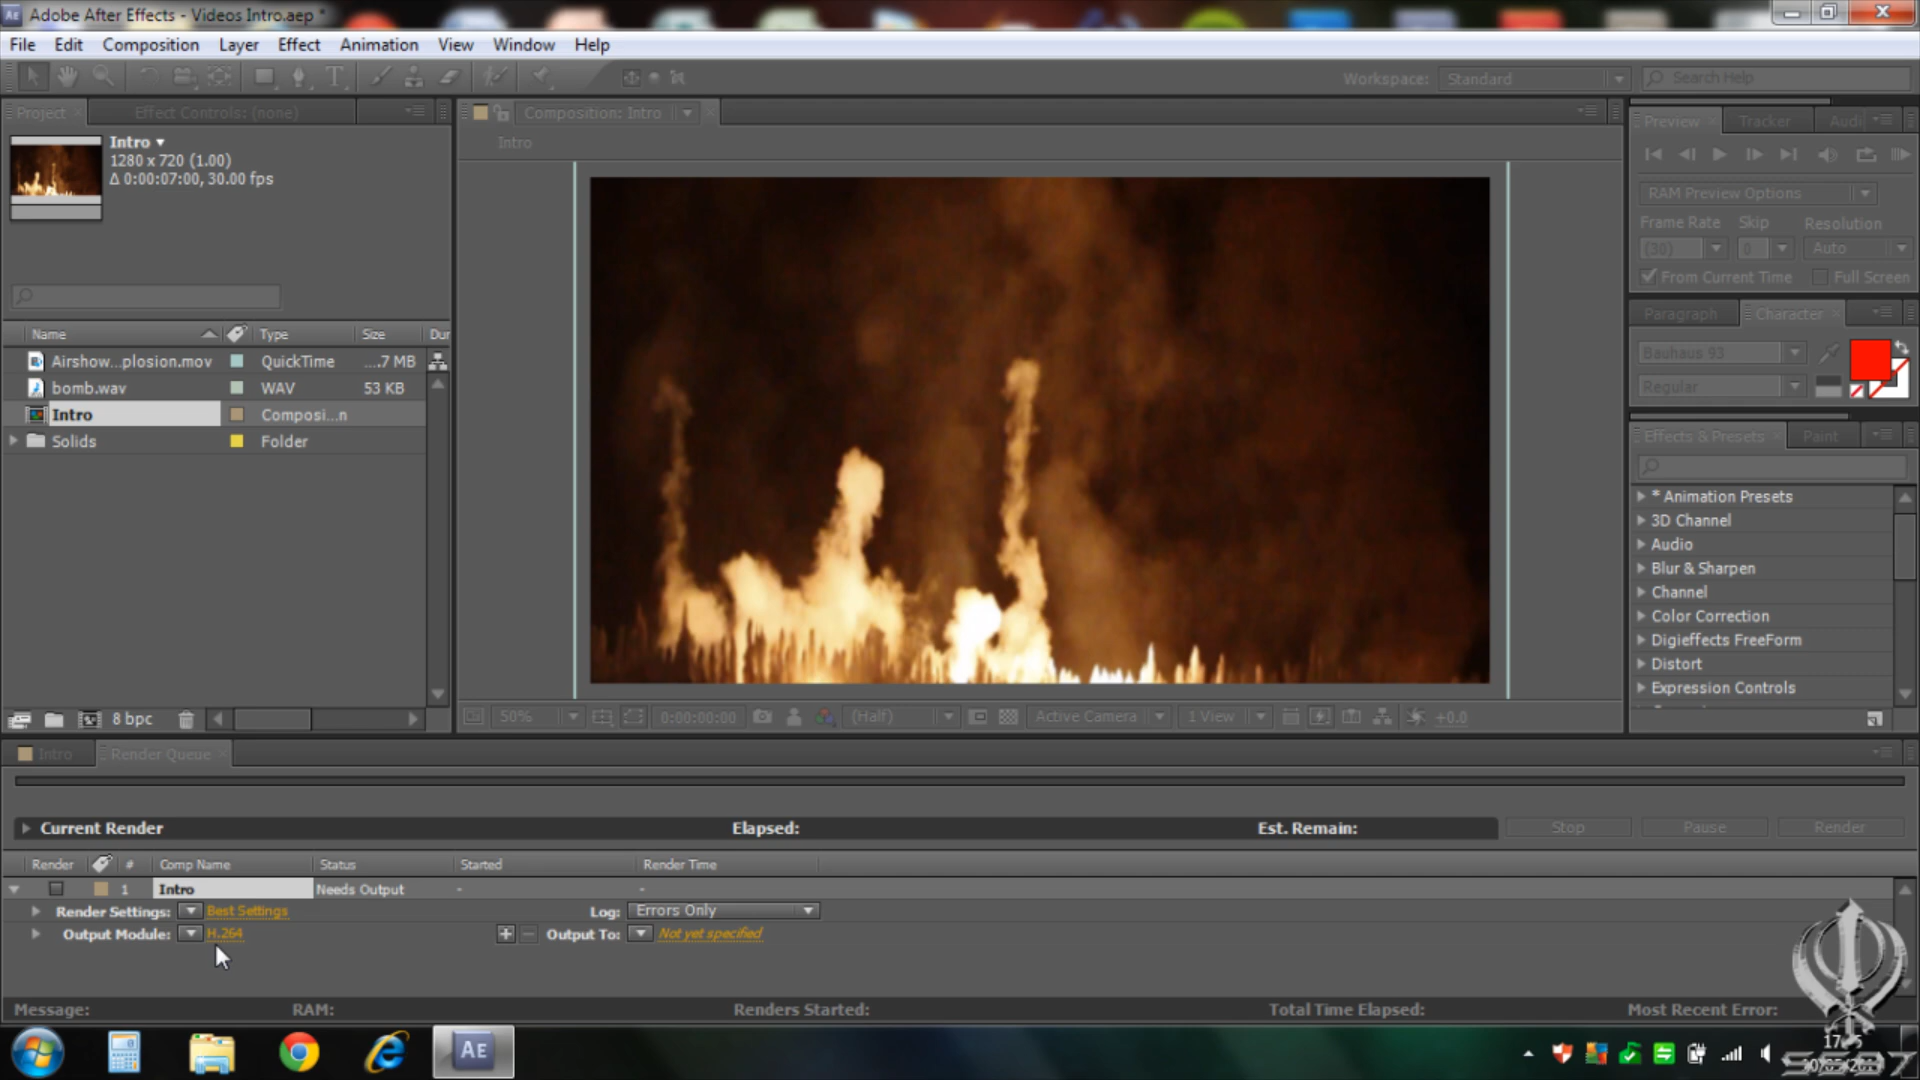 Adobe After Effects - Videos Intro.aep *
File Edit Composition Layer Effect Animation View Window Help
Workspace: Standard Search Help
Project Effect Controls: (none)
Composition: Intro
Preview Tracker Audi
Intro
Intro
1280 x 720 (1.00)
Δ 0:00:07:00, 30.00 fps
RAM Preview Options
Frame Rate Skip Resolution
(30) 0 Auto
From Current Time Full Screen
Paragraph Character
Bauhaus 93
Regular
Name Type Size Dur
Airshow...plosion.mov QuickTime ....7 MB
bomb.wav WAV 53 KB
Intro Composi...n
Solids Folder
Effects & Presets Paint
* Animation Presets
3D Channel
Audio
Blur & Sharpen
Channel
Color Correction
Digieffects FreeForm
Distort
Expression Controls
8 bpc
50% 0:00:00:00 (Half) Active Camera 1 View +0.0
Intro Render Queue
Current Render Elapsed: Est. Remain: Stop Pause Render
Render # Comp Name Status Started Render Time
1 Intro Needs Output - -
Render Settings: Best Settings Log: Errors Only
Output Module: H.264 Output To: Not yet specified
Message: RAM: Renders Started: Total Time Elapsed: Most Recent Error:
AE